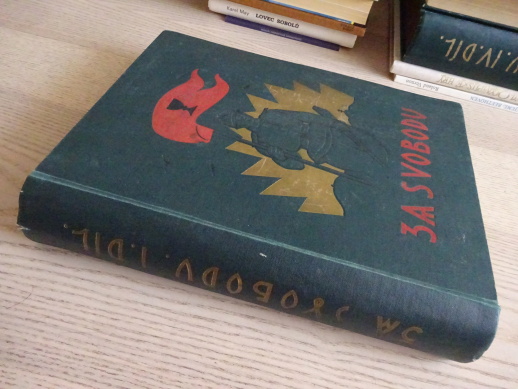 ZA SVOBODU
ZA SVOBODU. I. DÍL.
Karel May LOVEC SOBOLŮ
U. IV. DÍL.